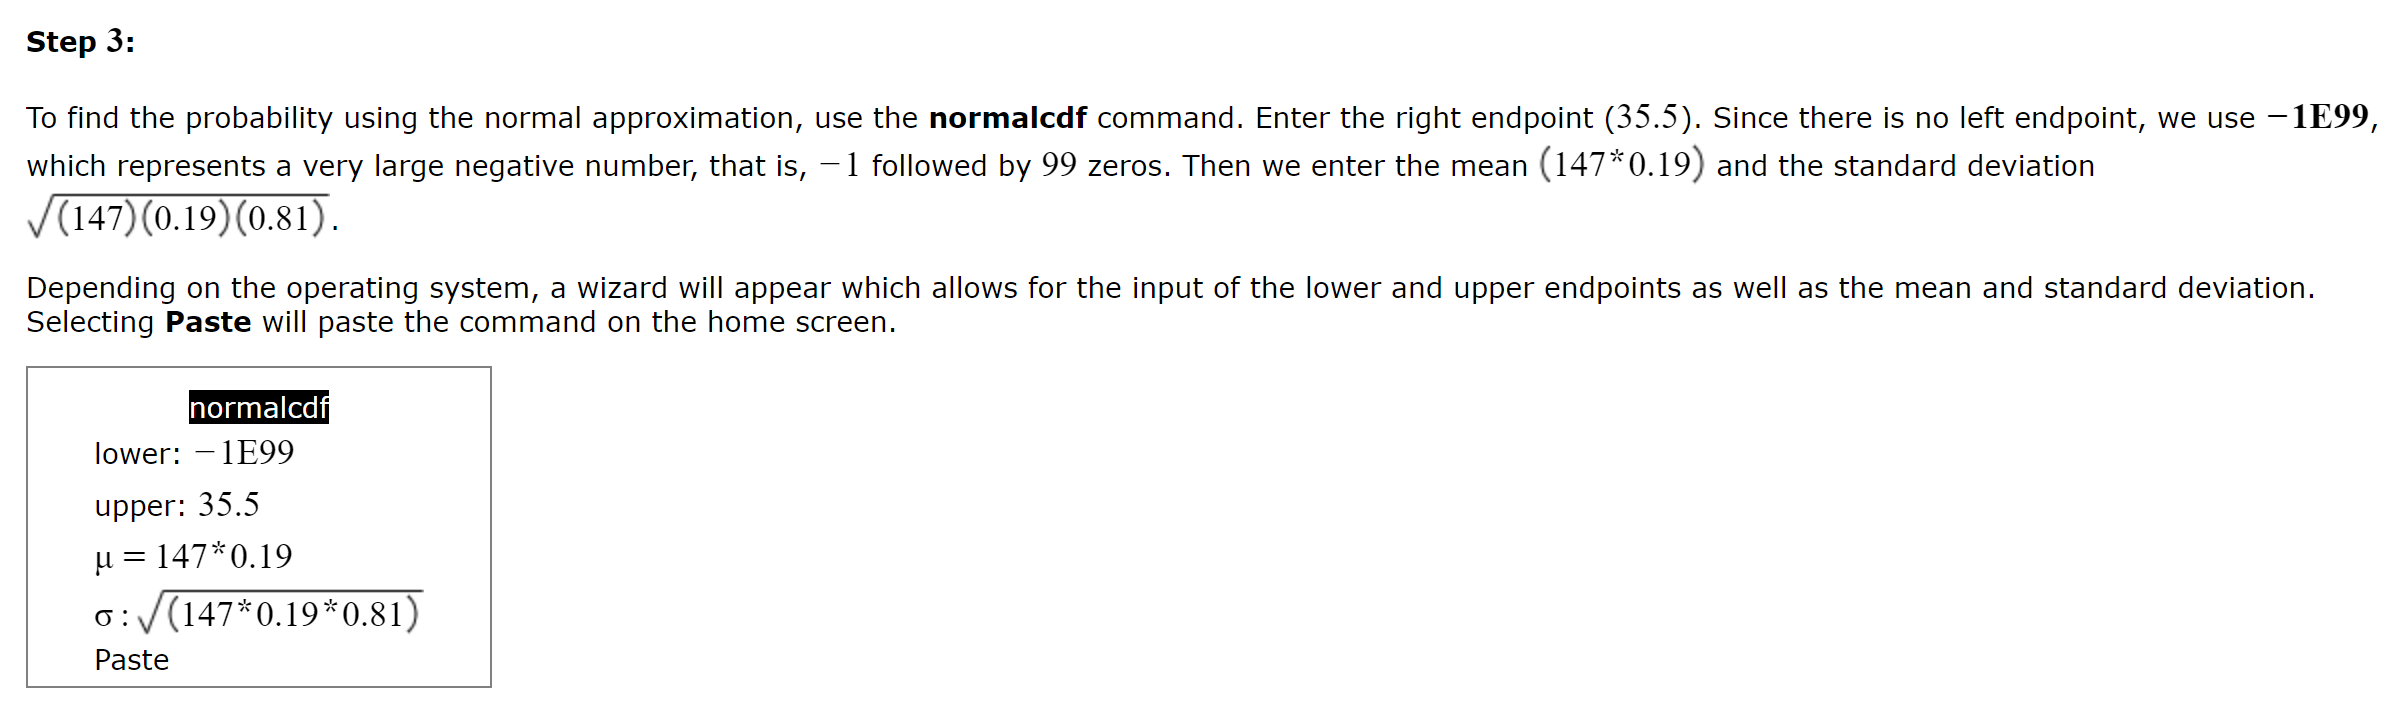 Step 3:
To find the probability using the normal approximation, use the normalcdf command. Enter the right endpoint (35.5). Since there is no left endpoint, we use −1E99,
which represents a very large negative number, that is, −1 followed by 99 zeros. Then we enter the mean (147*0.19) and the standard deviation
√(147)(0.19)(0.81).
Depending on the operating system, a wizard will appear which allows for the input of the lower and upper endpoints as well as the mean and standard deviation.
Selecting Paste will paste the command on the home screen.
normalcdf
lower: −1E99
upper: 35.5
μ = 147*0.19
σ:√(147*0.19*0.81)
Paste